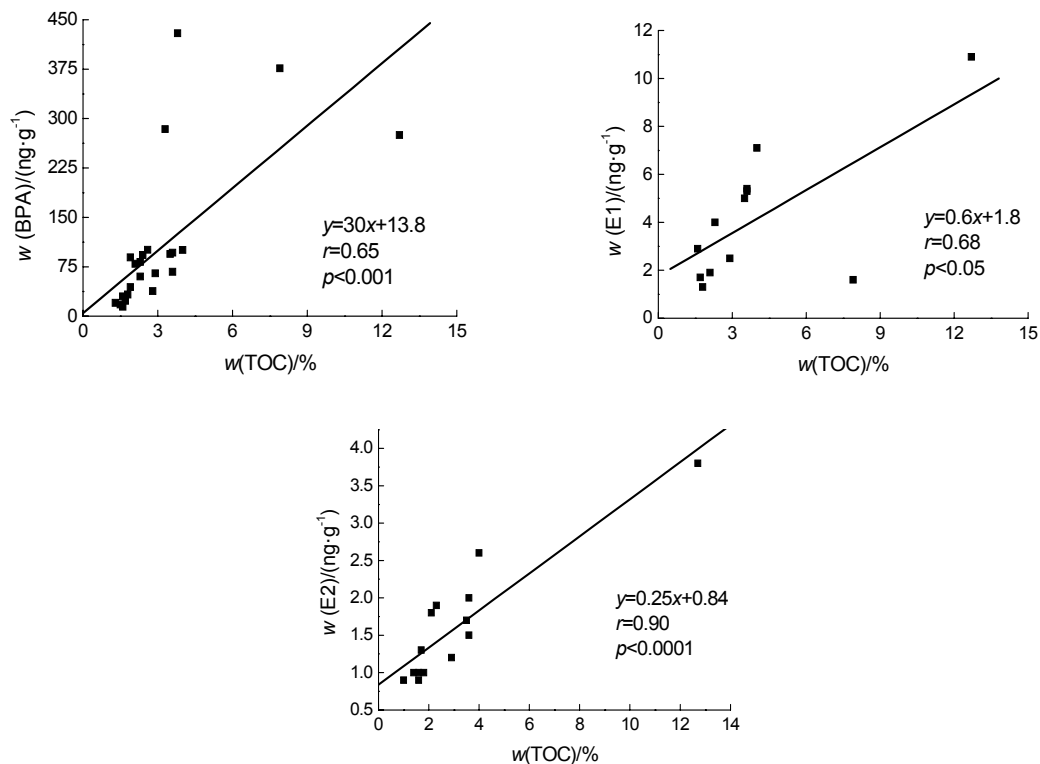 450
375
300
225
150
75
0
w (BPA)/(ng·g⁻¹)
y=30x+13.8
r=0.65
p<0.001
0 3 6 9 12 15
w(TOC)/%
12
10
8
6
4
2
0
w (E1)/(ng·g⁻¹)
y=0.6x+1.8
r=0.68
p<0.05
0 3 6 9 12 15
w(TOC)/%
4.0
3.5
3.0
2.5
2.0
1.5
1.0
0.5
w (E2)/(ng·g⁻¹)
y=0.25x+0.84
r=0.90
p<0.0001
0 2 4 6 8 10 12 14
w(TOC)/%